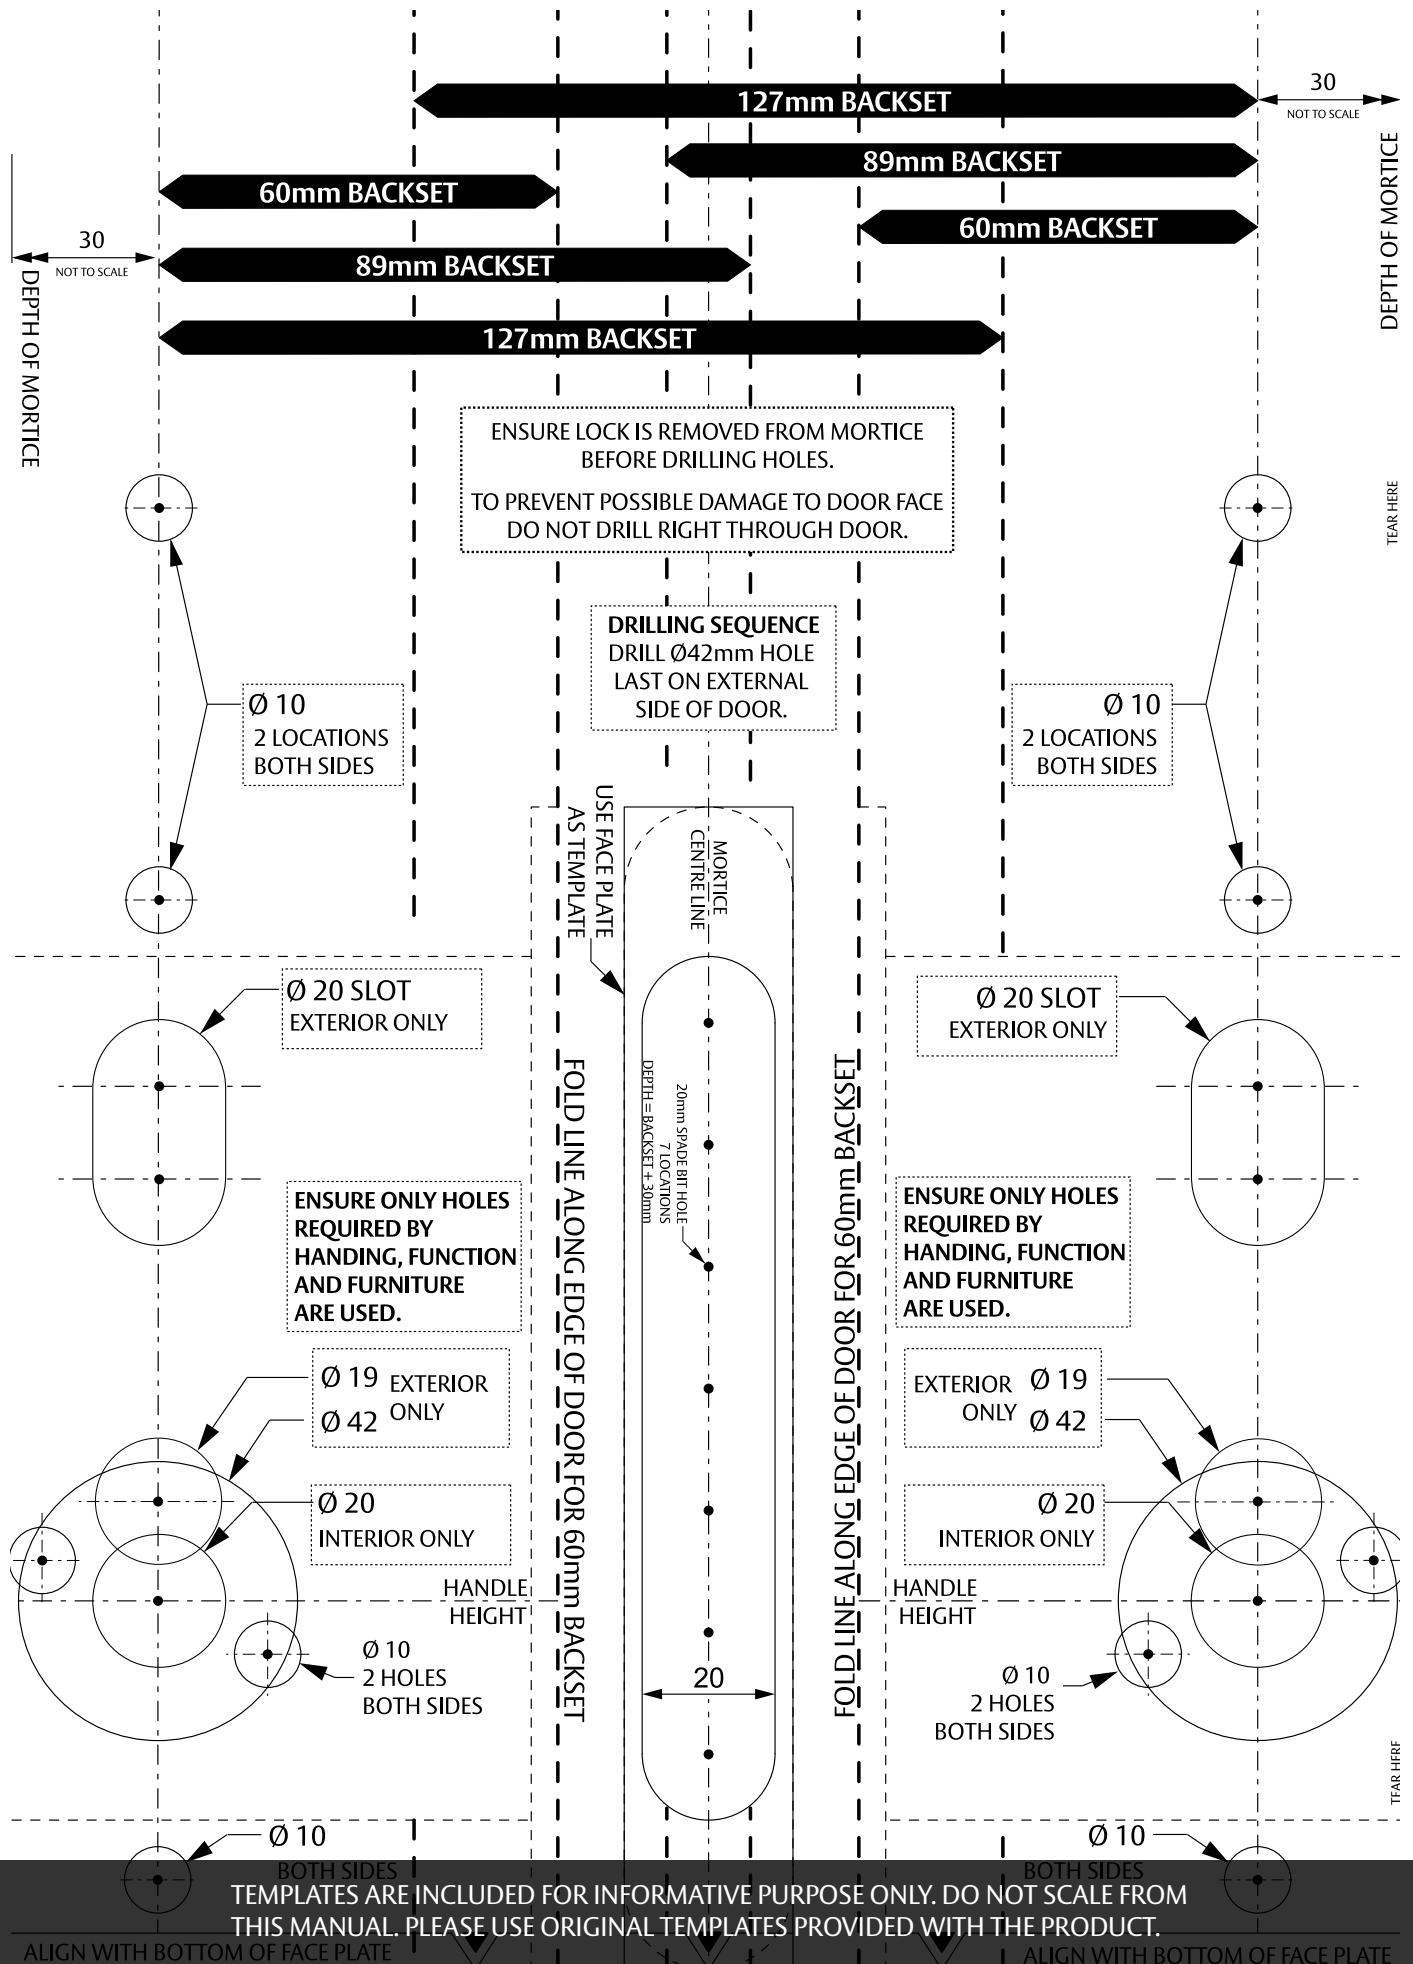 127mm BACKSET
30
NOT TO SCALE
DEPTH OF MORTICE
89mm BACKSET
60mm BACKSET
60mm BACKSET
30
NOT TO SCALE
DEPTH OF MORTICE
89mm BACKSET
127mm BACKSET
ENSURE LOCK IS REMOVED FROM MORTICE
BEFORE DRILLING HOLES.
TO PREVENT POSSIBLE DAMAGE TO DOOR FACE
DO NOT DRILL RIGHT THROUGH DOOR.
TEAR HERE
DRILLING SEQUENCE
DRILL Ø42mm HOLE
LAST ON EXTERNAL
SIDE OF DOOR.
Ø 10
2 LOCATIONS
BOTH SIDES
Ø 10
2 LOCATIONS
BOTH SIDES
USE FACE PLATE
AS TEMPLATE
MORTICE
CENTRE LINE
Ø 20 SLOT
EXTERIOR ONLY
Ø 20 SLOT
EXTERIOR ONLY
FOLD LINE ALONG EDGE OF DOOR FOR 60mm BACKSET
20mm SPADE BIT HOLE
7 LOCATIONS
DEPTH = BACKSET + 30mm
FOLD LINE ALONG EDGE OF DOOR FOR 60mm BACKSET
ENSURE ONLY HOLES
REQUIRED BY
HANDING, FUNCTION
AND FURNITURE
ARE USED.
ENSURE ONLY HOLES
REQUIRED BY
HANDING, FUNCTION
AND FURNITURE
ARE USED.
Ø 19 EXTERIOR
Ø 42 ONLY
EXTERIOR Ø 19
ONLY Ø 42
Ø 20
INTERIOR ONLY
Ø 20
INTERIOR ONLY
HANDLE
HEIGHT
HANDLE
HEIGHT
Ø 10
2 HOLES
BOTH SIDES
20
Ø 10
2 HOLES
BOTH SIDES
TEAR HERE
Ø 10
BOTH SIDES
Ø 10
BOTH SIDES
TEMPLATES ARE INCLUDED FOR INFORMATIVE PURPOSE ONLY. DO NOT SCALE FROM
THIS MANUAL. PLEASE USE ORIGINAL TEMPLATES PROVIDED WITH THE PRODUCT.
ALIGN WITH BOTTOM OF FACE PLATE
ALIGN WITH BOTTOM OF FACE PLATE